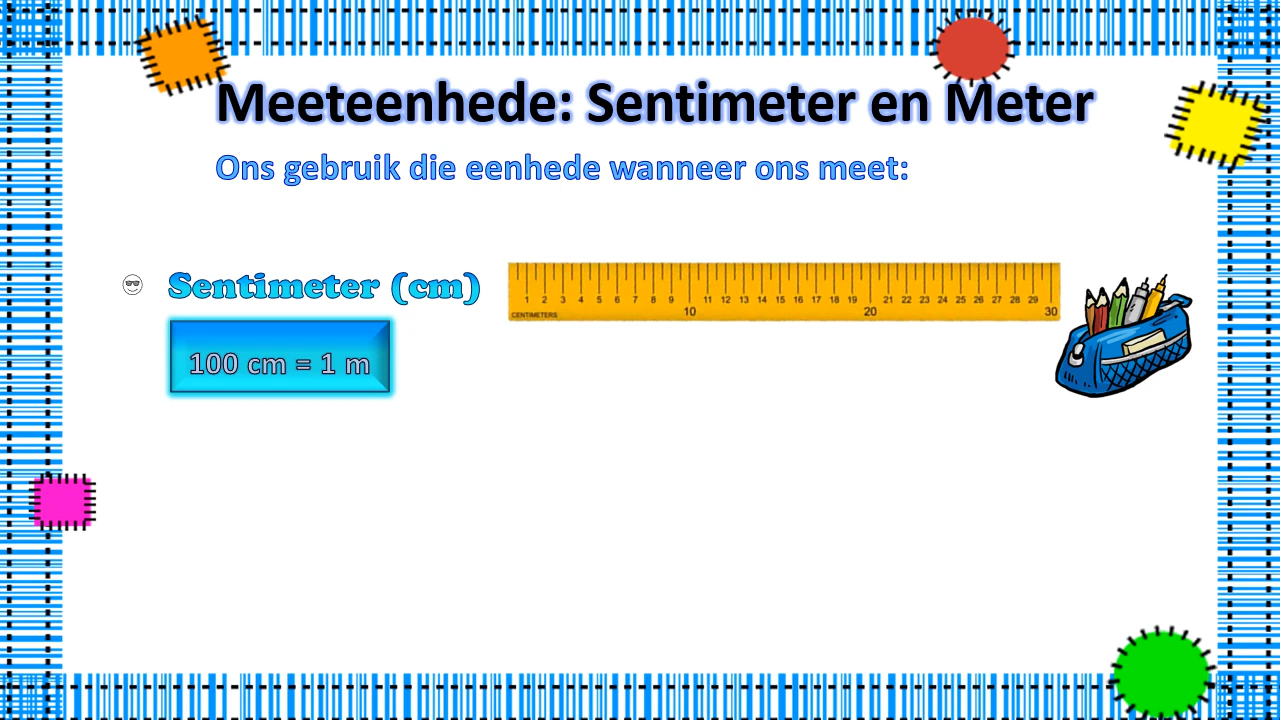 Meeteenhede: Sentimeter en Meter
Ons gebruik die eenhede wanneer ons meet:
Sentimeter (cm)
1 2 3 4 5 6 7 8 9 10 11 12 13 14 15 16 17 18 19 20 21 22 23 24 25 26 27 28 29 30
CENTIMETERS
100 cm = 1 m